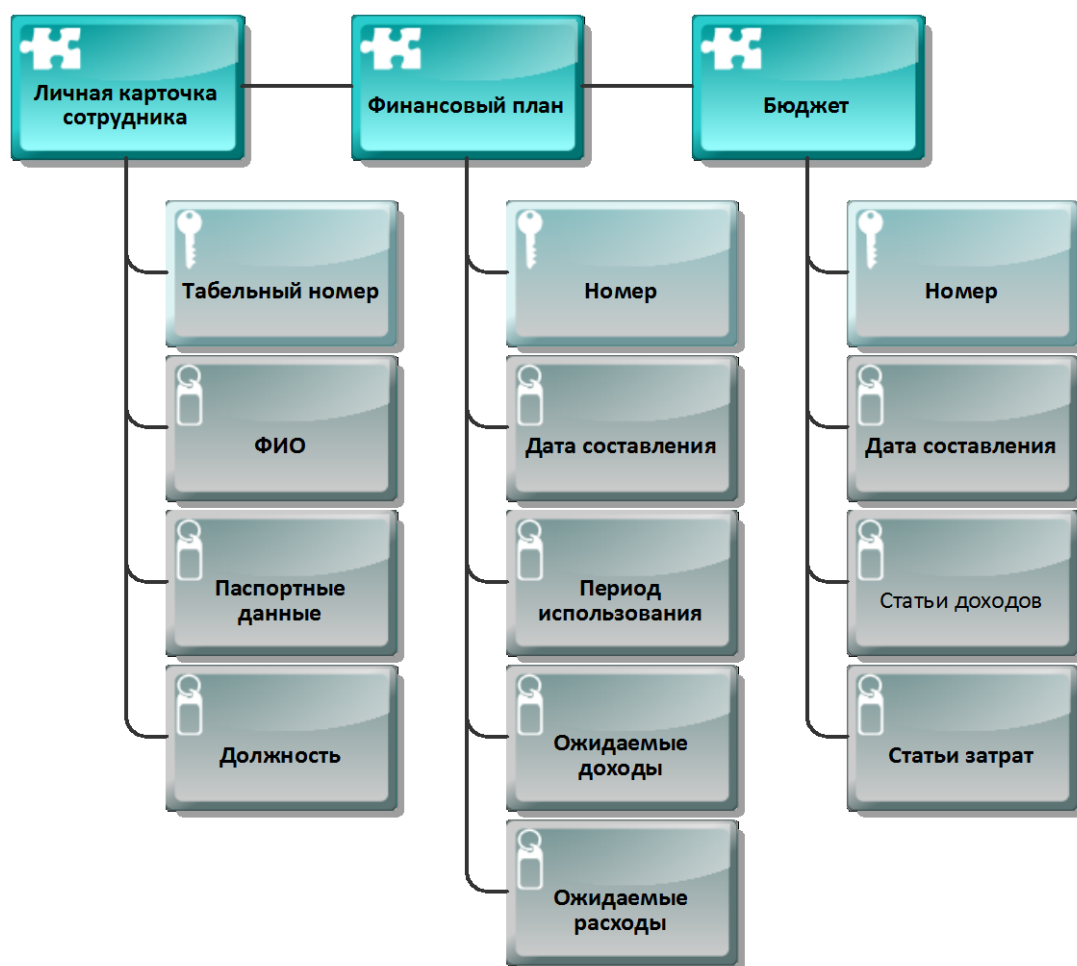 Личная карточка
сотрудника
Финансовый план
Бюджет
Табельный номер
Номер
Номер
ФИО
Дата составления
Дата составления
Паспортные
данные
Период
использования
Статьи доходов
Должность
Ожидаемые
доходы
Статьи затрат
Ожидаемые
расходы